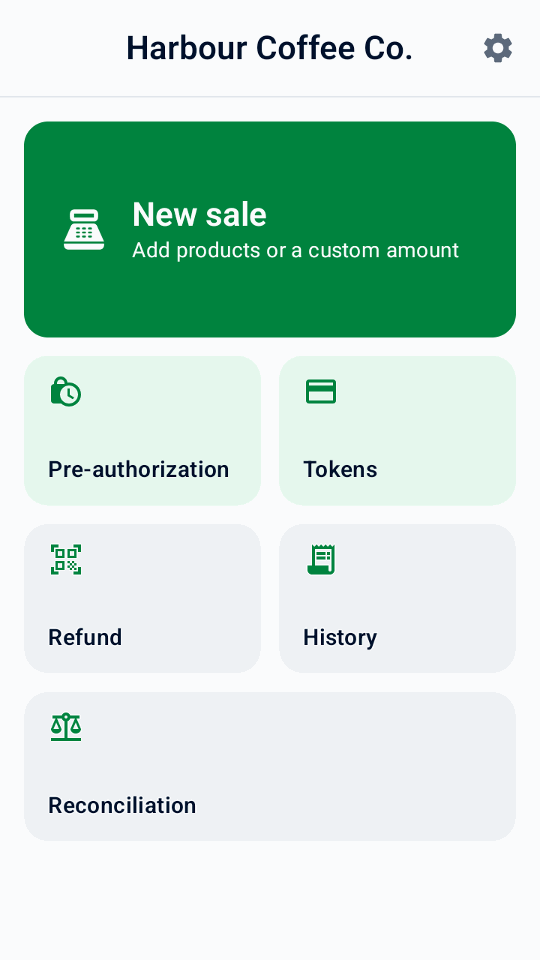 Harbour Coffee Co.
New sale
Add products or a custom amount
Pre-authorization
Tokens
Refund
History
Reconciliation